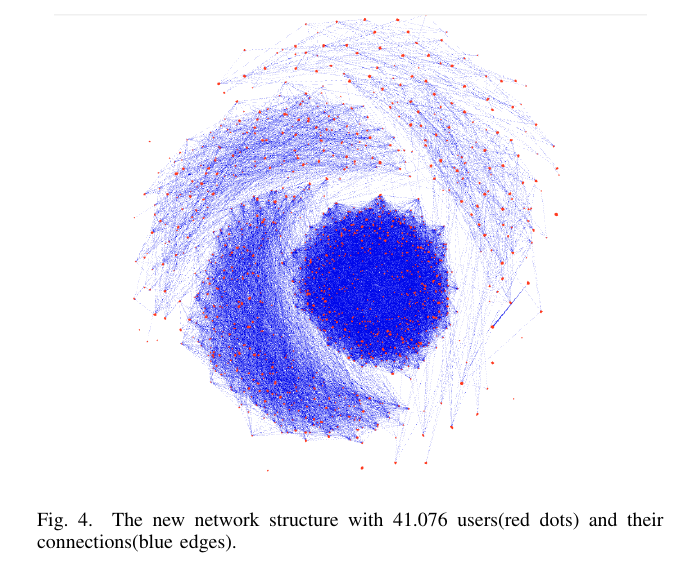 Fig. 4. The new network structure with 41.076 users(red dots) and their
connections(blue edges).